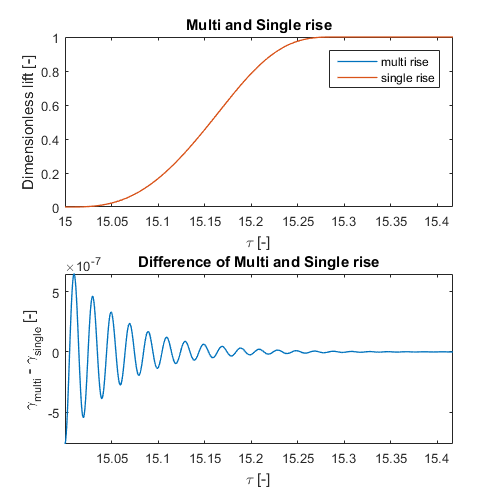 Multi and Single rise
Dimensionless lift [-]
1
0.8
0.6
0.4
0.2
0
multi rise
single rise
15 15.05 15.1 15.15 15.2 15.25 15.3 15.35 15.4
τ [-]
Difference of Multi and Single rise
×10⁻⁷
γmulti - γsingle [-]
5
0
-5
15.05 15.1 15.15 15.2 15.25 15.3 15.35 15.4
τ [-]